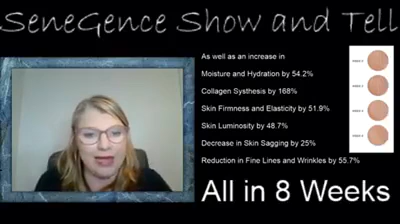 SeneGence Show and Tell
As well as an increase in
Moisture and Hydration by 54.2%
Collagen Systhesis by 168%
Skin Firmness and Elasticity by 51.9%
Skin Luminosity by 48.7%
Decrease in Skin Sagging by 25%
Reduction in Fine Lines and Wrinkles by 55.7%
All in 8 Weeks